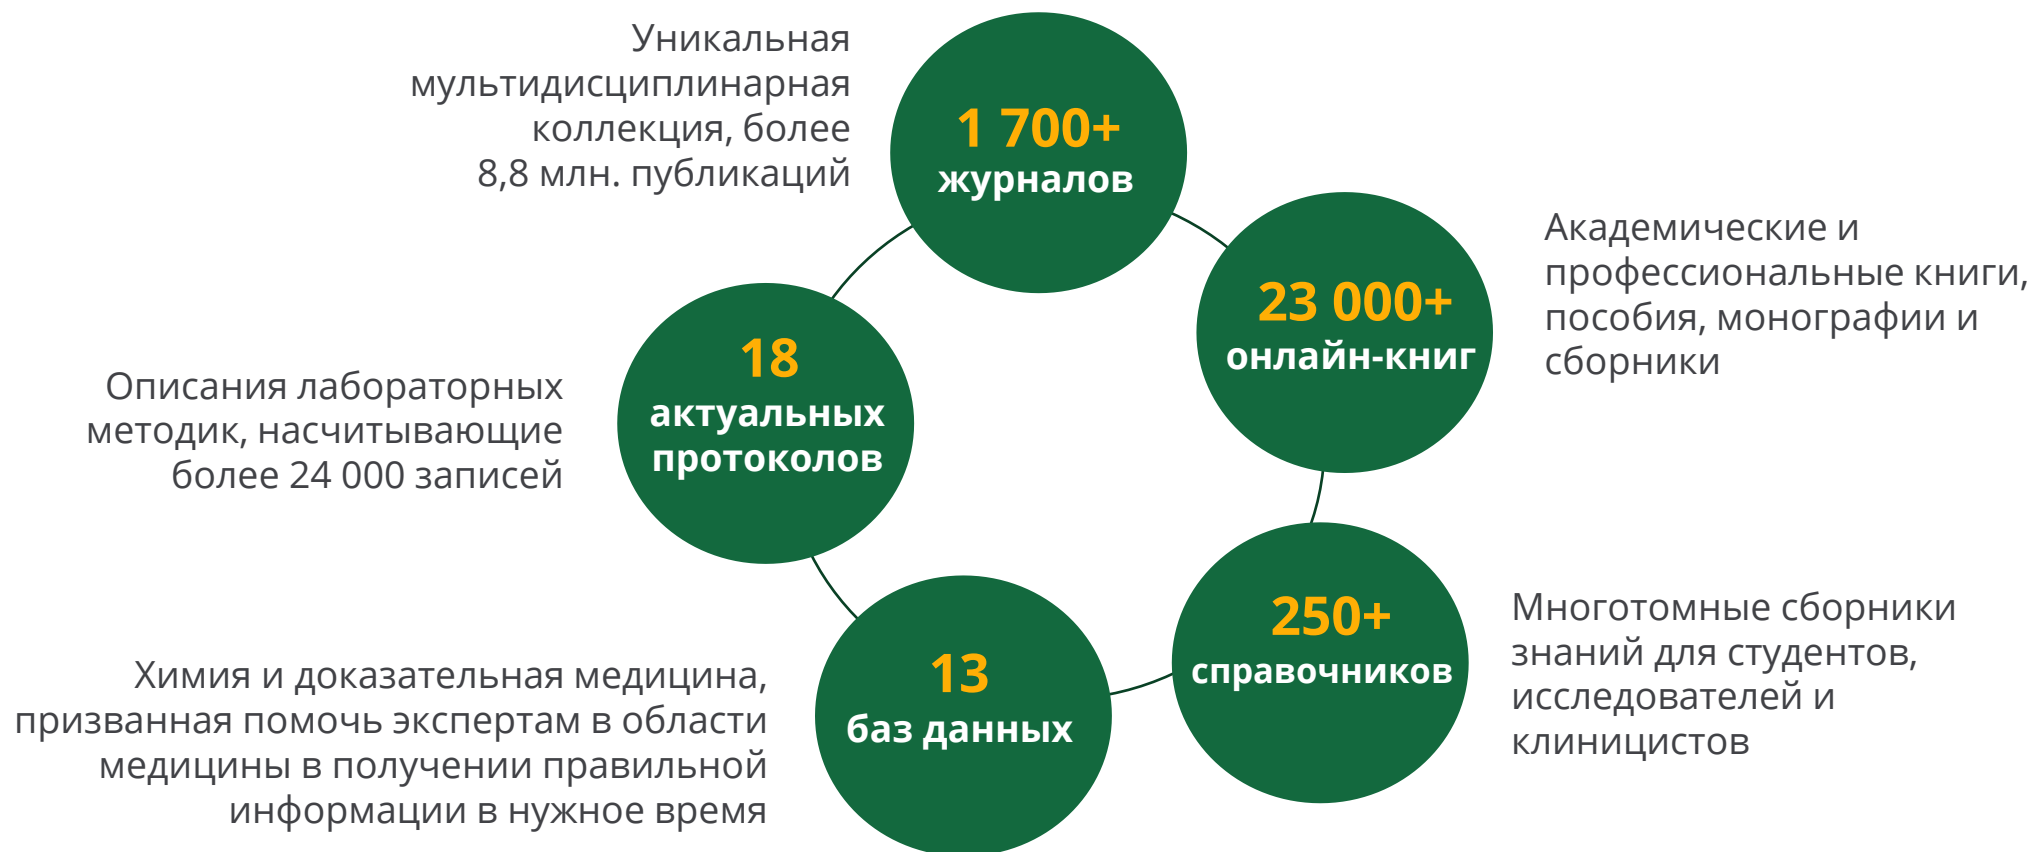 Уникальная
мультидисциплинарная
коллекция, более
8,8 млн. публикаций
1 700+
журналов
23 000+
онлайн-книг
Академические и
профессиональные книги,
пособия, монографии и
сборники
18
актуальных
протоколов
Описания лабораторных
методик, насчитывающие
более 24 000 записей
250+
справочников
Многотомные сборники
знаний для студентов,
исследователей и
клиницистов
13
баз данных
Химия и доказательная медицина,
призванная помочь экспертам в области
медицины в получении правильной
информации в нужное время